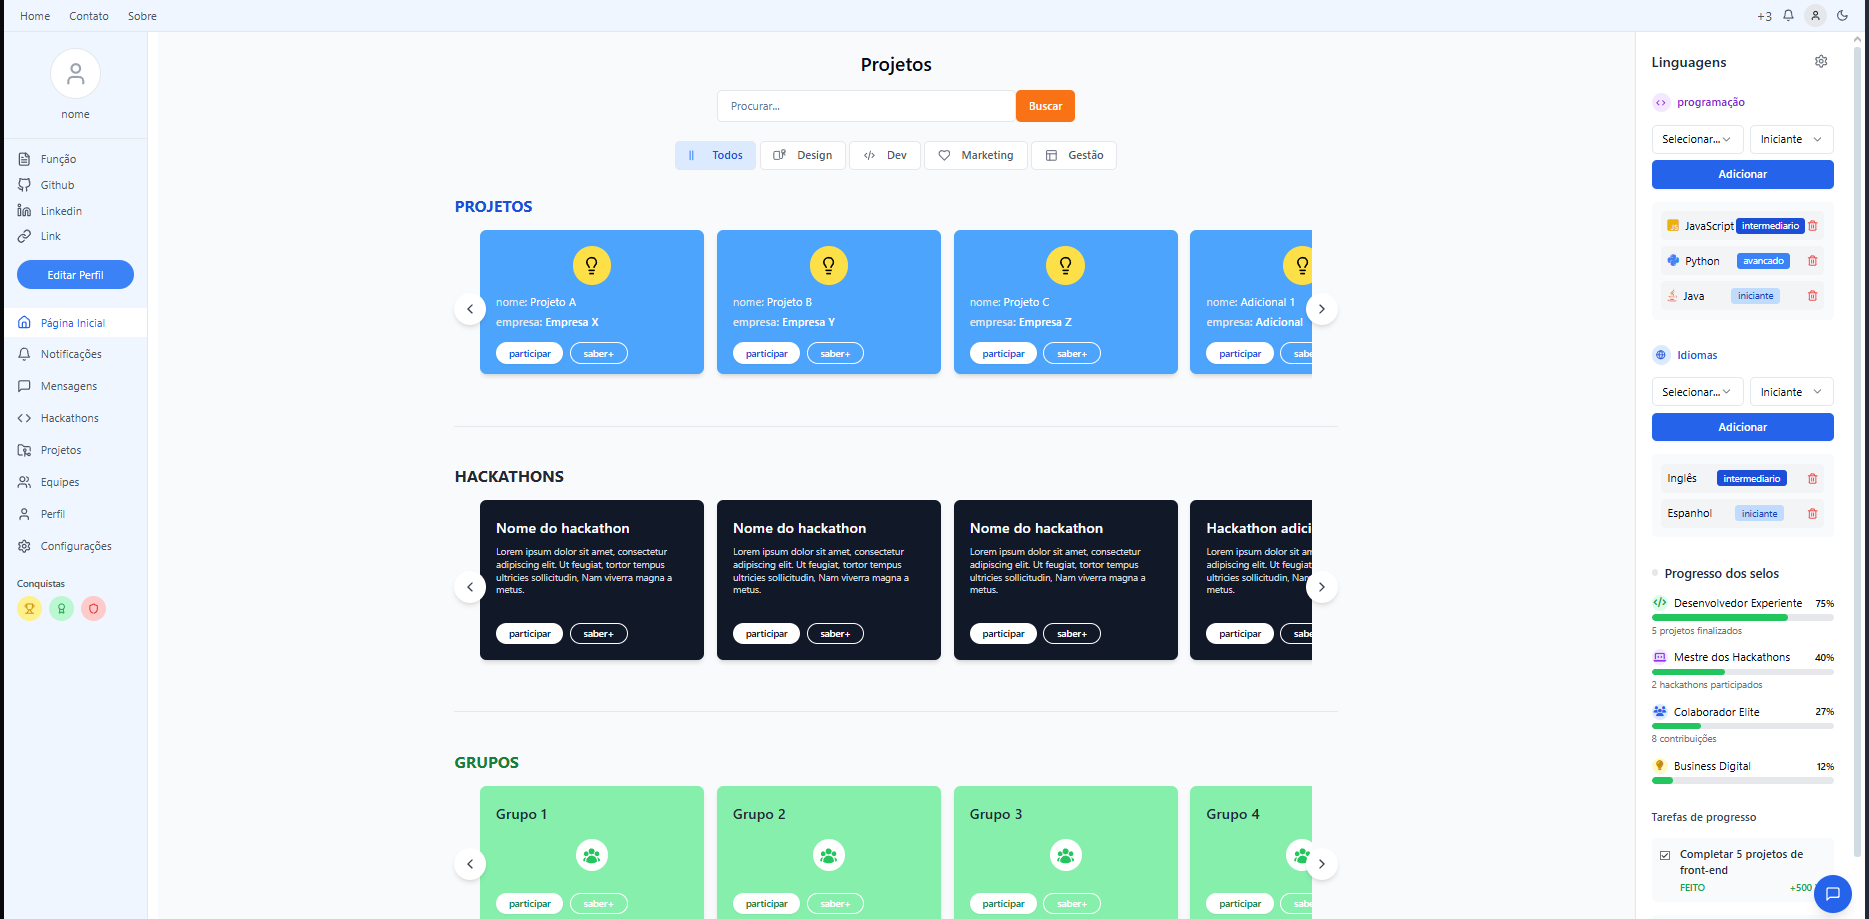 Home Contato Sobre
+3
nome
Função
Github
Linkedin
Link
Editar Perfil
Página Inicial
Notificações
Mensagens
Hackathons
Projetos
Equipes
Perfil
Configurações
Conquistas
Projetos
Procurar... Buscar
Todos Design Dev Marketing Gestão
PROJETOS
nome: Projeto A
empresa: Empresa X
participar saber+
nome: Projeto B
empresa: Empresa Y
participar saber+
nome: Projeto C
empresa: Empresa Z
participar saber+
nome: Adicional 1
empresa: Adicional
participar sabe
HACKATHONS
Nome do hackathon
Lorem ipsum dolor sit amet, consectetur
adipiscing elit. Ut feugiat, tortor tempus
ultricies sollicitudin, Nam viverra magna a
metus.
participar saber+
Nome do hackathon
Lorem ipsum dolor sit amet, consectetur
adipiscing elit. Ut feugiat, tortor tempus
ultricies sollicitudin, Nam viverra magna a
metus.
participar saber+
Nome do hackathon
Lorem ipsum dolor sit amet, consectetur
adipiscing elit. Ut feugiat, tortor tempus
ultricies sollicitudin, Nam viverra magna a
metus.
participar saber+
Hackathon adici
Lorem ipsum dolor sit am
adipiscing elit. Ut feugiat
ultricies sollicitudin, Nam
metus.
participar sabe
GRUPOS
Grupo 1
participar saber+
Grupo 2
participar saber+
Grupo 3
participar saber+
Grupo 4
participar sabe
Linguagens
programação
Selecionar... Iniciante
Adicionar
JavaScript intermediario
Python avancado
Java iniciante
Idiomas
Selecionar... Iniciante
Adicionar
Inglês intermediario
Espanhol iniciante
Progresso dos selos
Desenvolvedor Experiente 75%
5 projetos finalizados
Mestre dos Hackathons 40%
2 hackathons participados
Colaborador Elite 27%
8 contribuições
Business Digital 12%
Tarefas de progresso
Completar 5 projetos de
front-end
FEITO +500